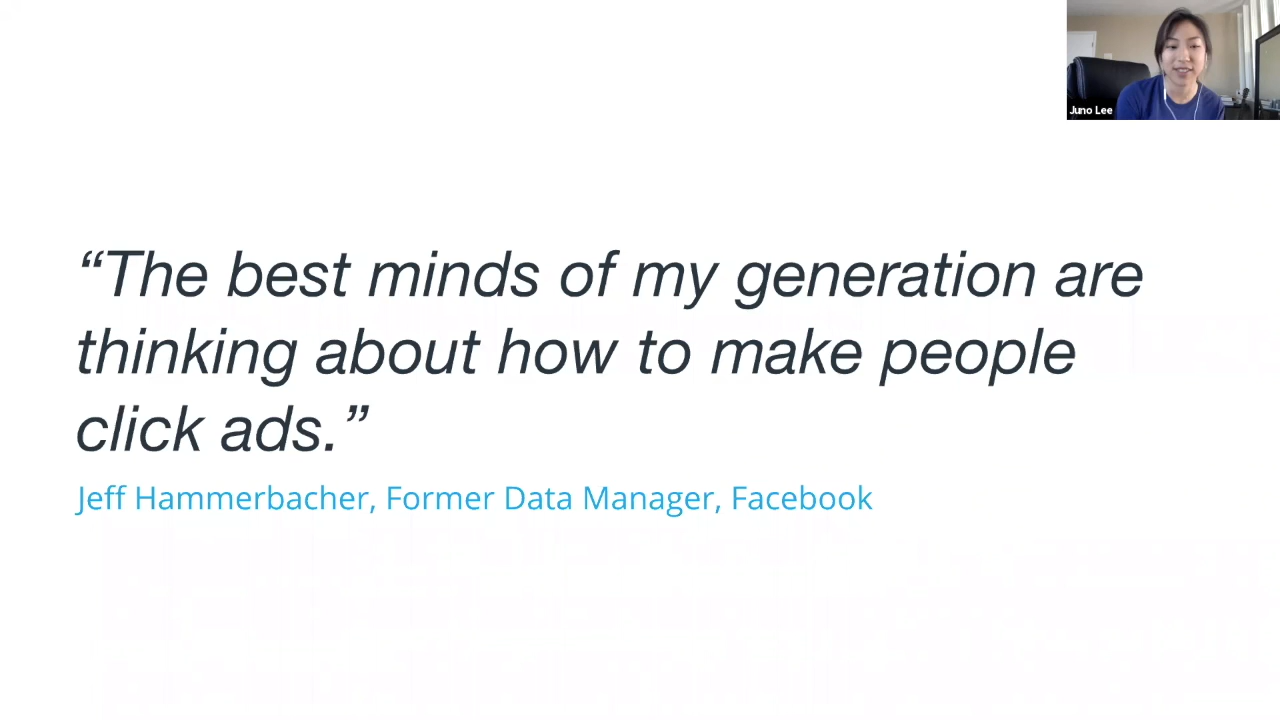 Juno Lee
“The best minds of my generation are
thinking about how to make people
click ads.”
Jeff Hammerbacher, Former Data Manager, Facebook